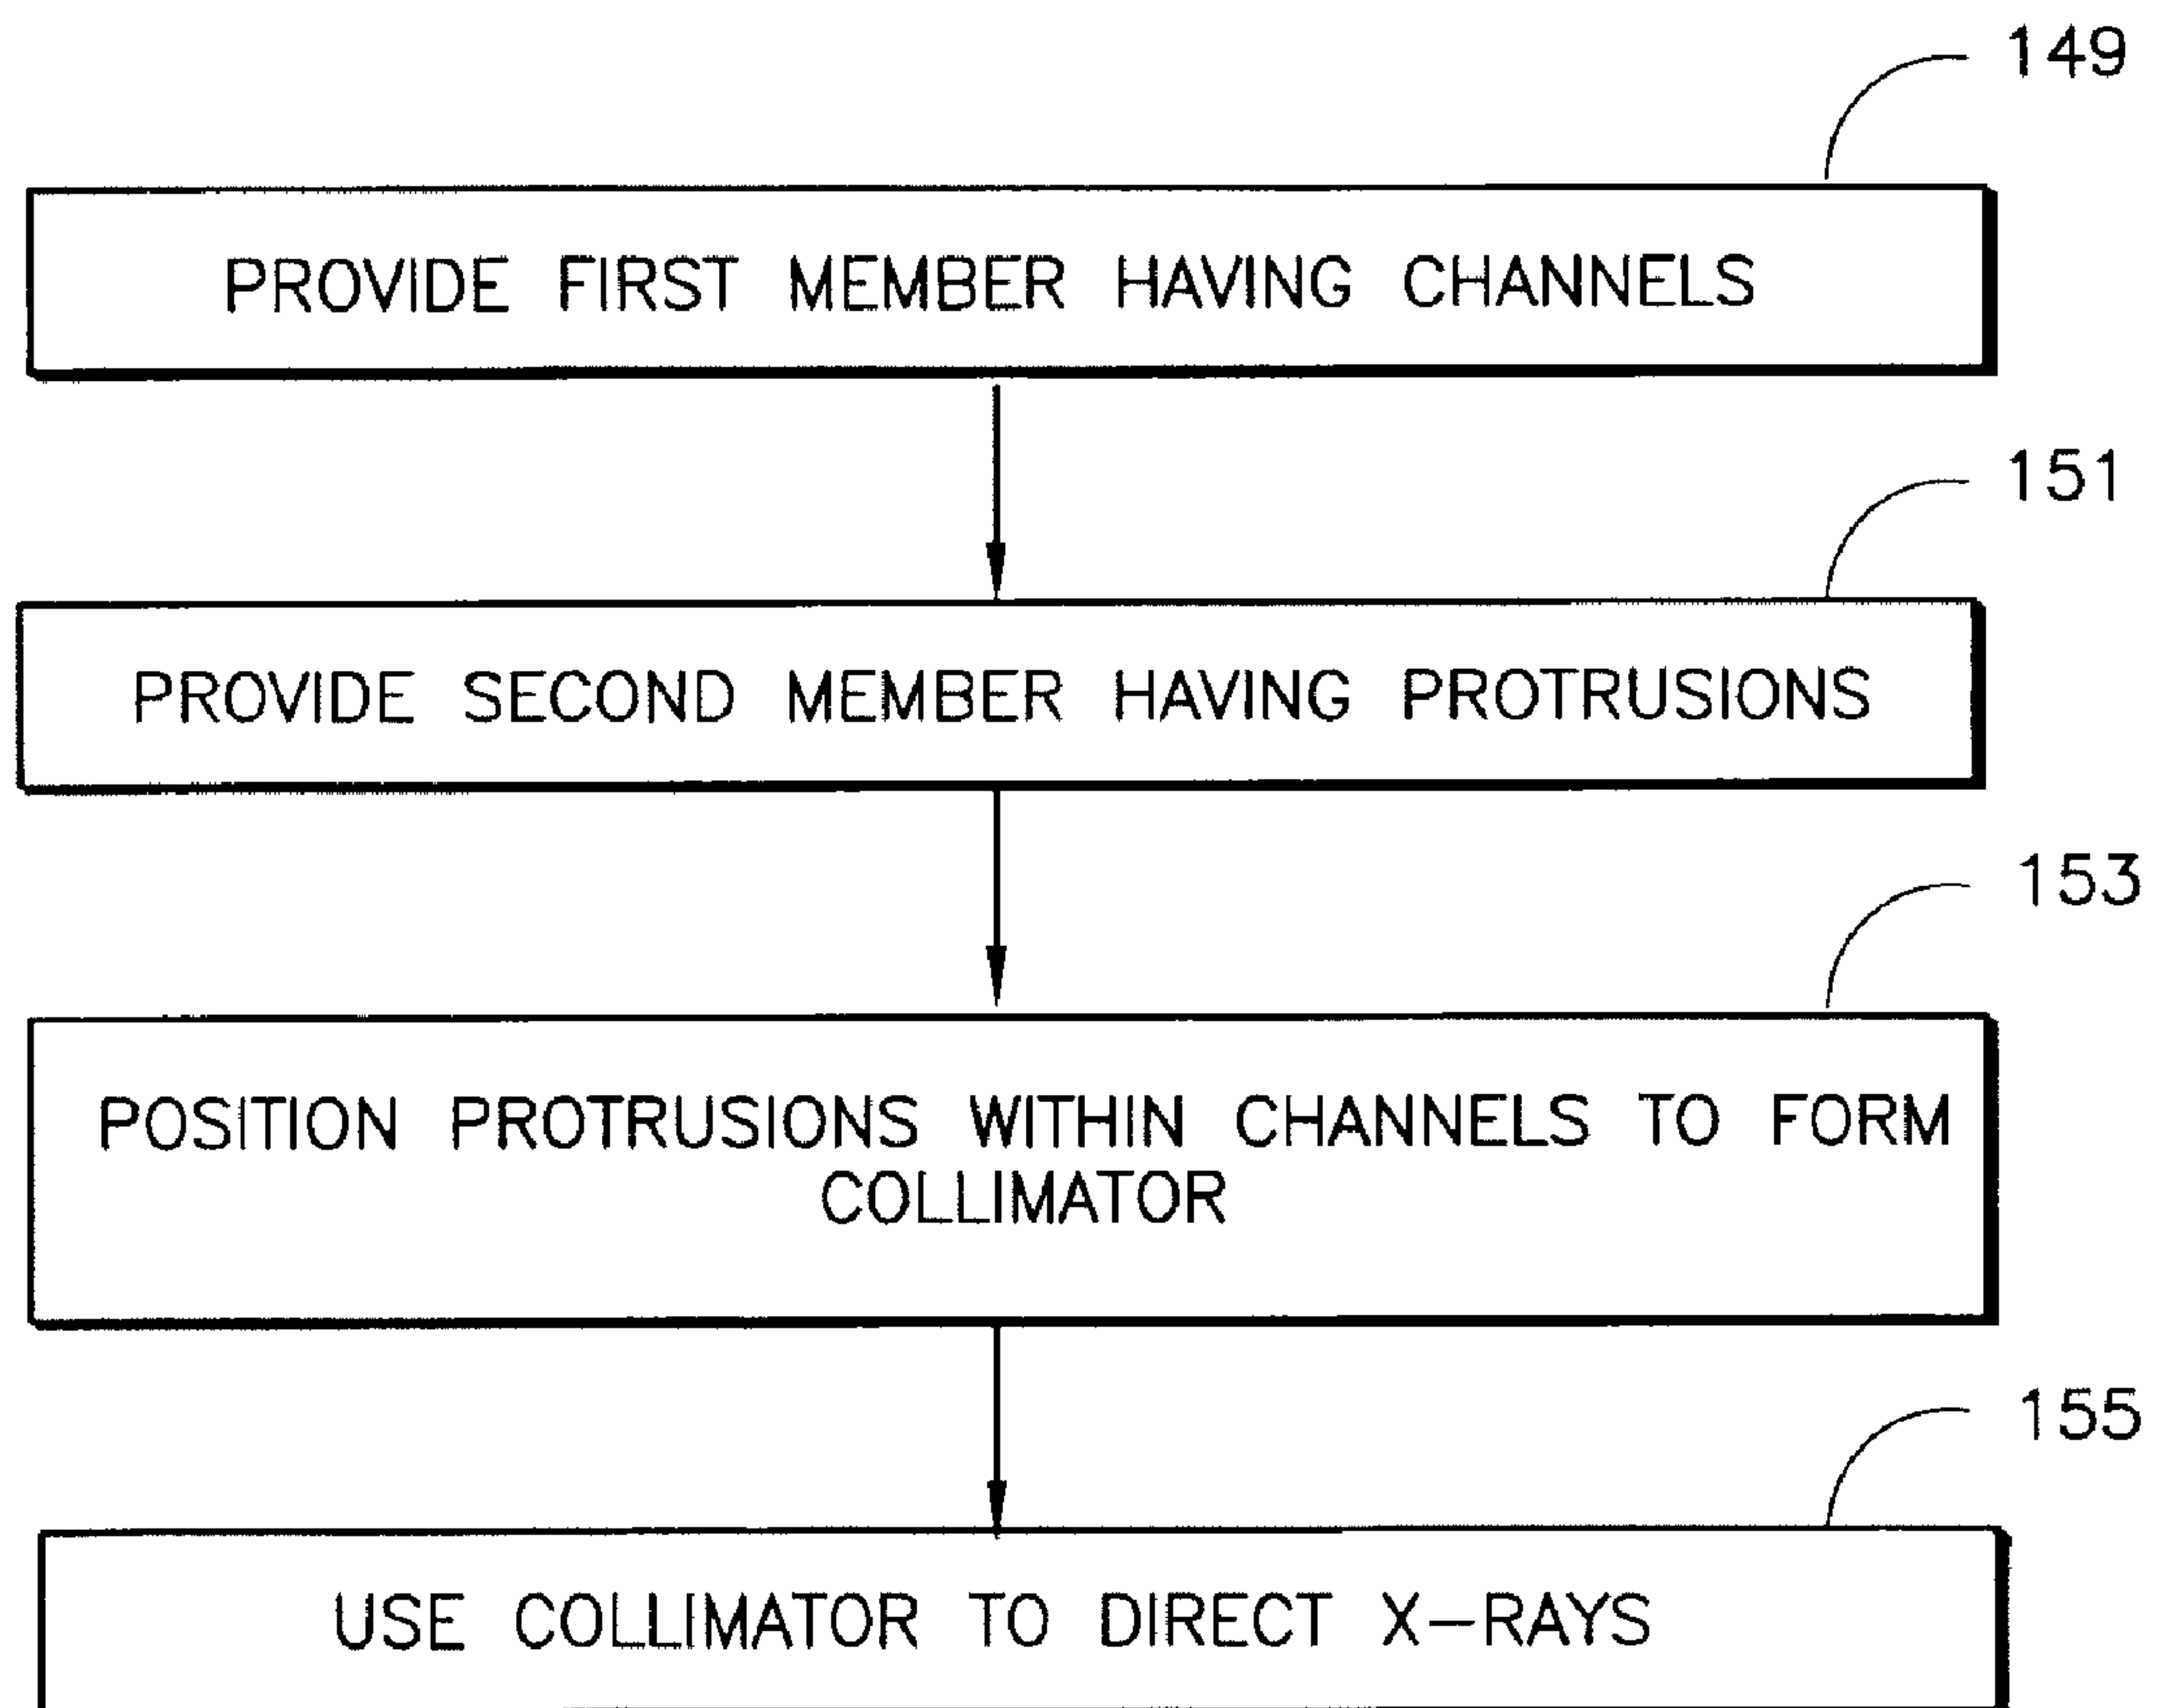 149
PROVIDE FIRST MEMBER HAVING CHANNELS
151
PROVIDE SECOND MEMBER HAVING PROTRUSIONS
153
POSITION PROTRUSIONS WITHIN CHANNELS TO FORM
COLLIMATOR
155
USE COLLIMATOR TO DIRECT X-RAYS